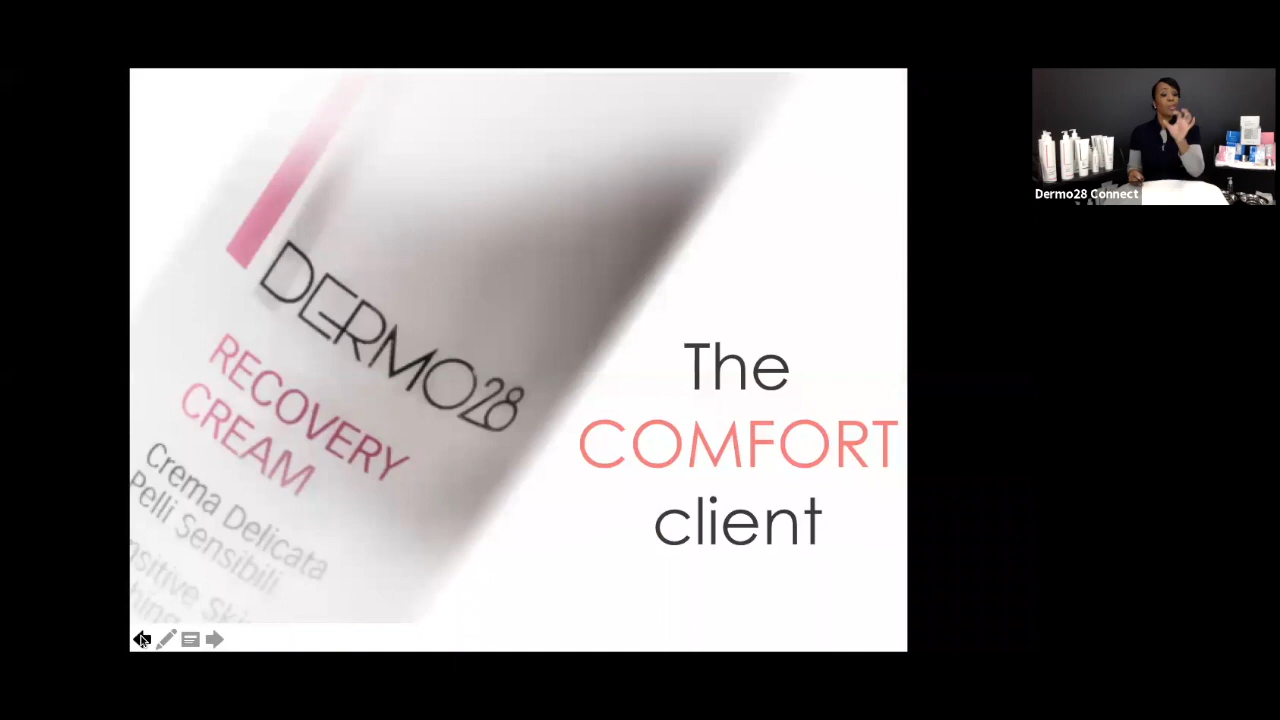 DERMO28
RECOVERY
CREAM
Crema Delicata
Pelli Sensibili
The
COMFORT
client
Dermo28 Connect